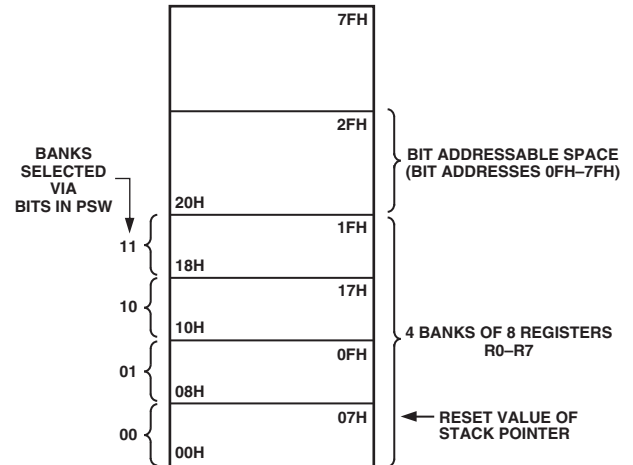 7FH
2FH
BANKS
SELECTED
VIA
BITS IN PSW
BIT ADDRESSABLE SPACE
(BIT ADDRESSES 0FH–7FH)
20H
1FH
11
18H
17H
10
10H
4 BANKS OF 8 REGISTERS
R0–R7
0FH
01
08H
07H
RESET VALUE OF
STACK POINTER
00
00H